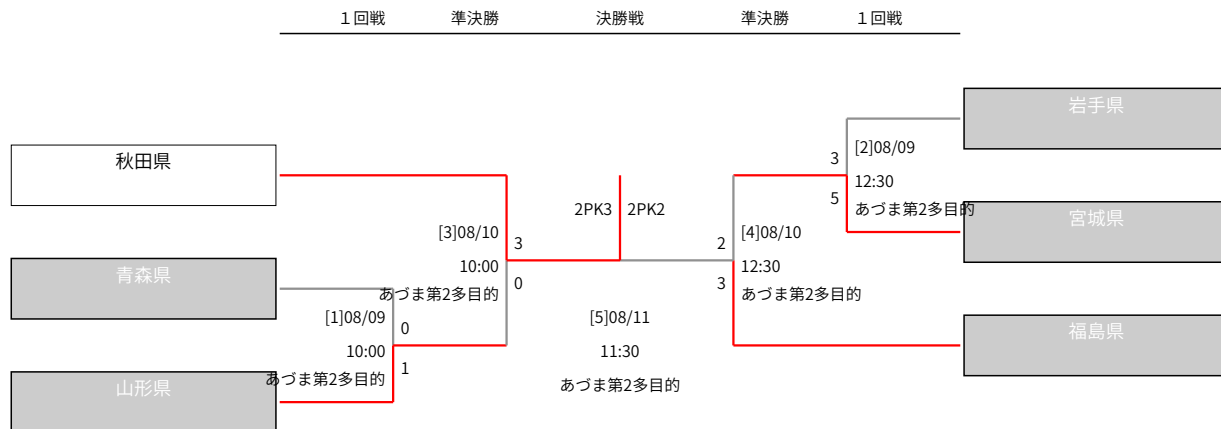 １回戦 準決勝 決勝戦 準決勝 １回戦
岩手県
秋田県
3
[2]08/09
12:30
5
あづま第2多目的
2PK3
2PK2
宮城県
[3]08/10
3
10:00
0
あづま第2多目的
2
[4]08/10
12:30
3
あづま第2多目的
青森県
[1]08/09
0
10:00
1
あづま第2多目的
[5]08/11
11:30
あづま第2多目的
福島県
山形県